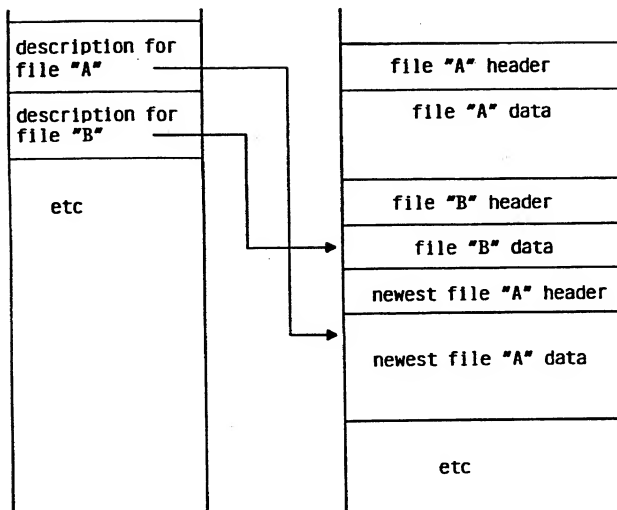 description for
file "A"
description for
file "B"
etc
file "A" header
file "A" data
file "B" header
file "B" data
newest file "A" header
newest file "A" data
etc